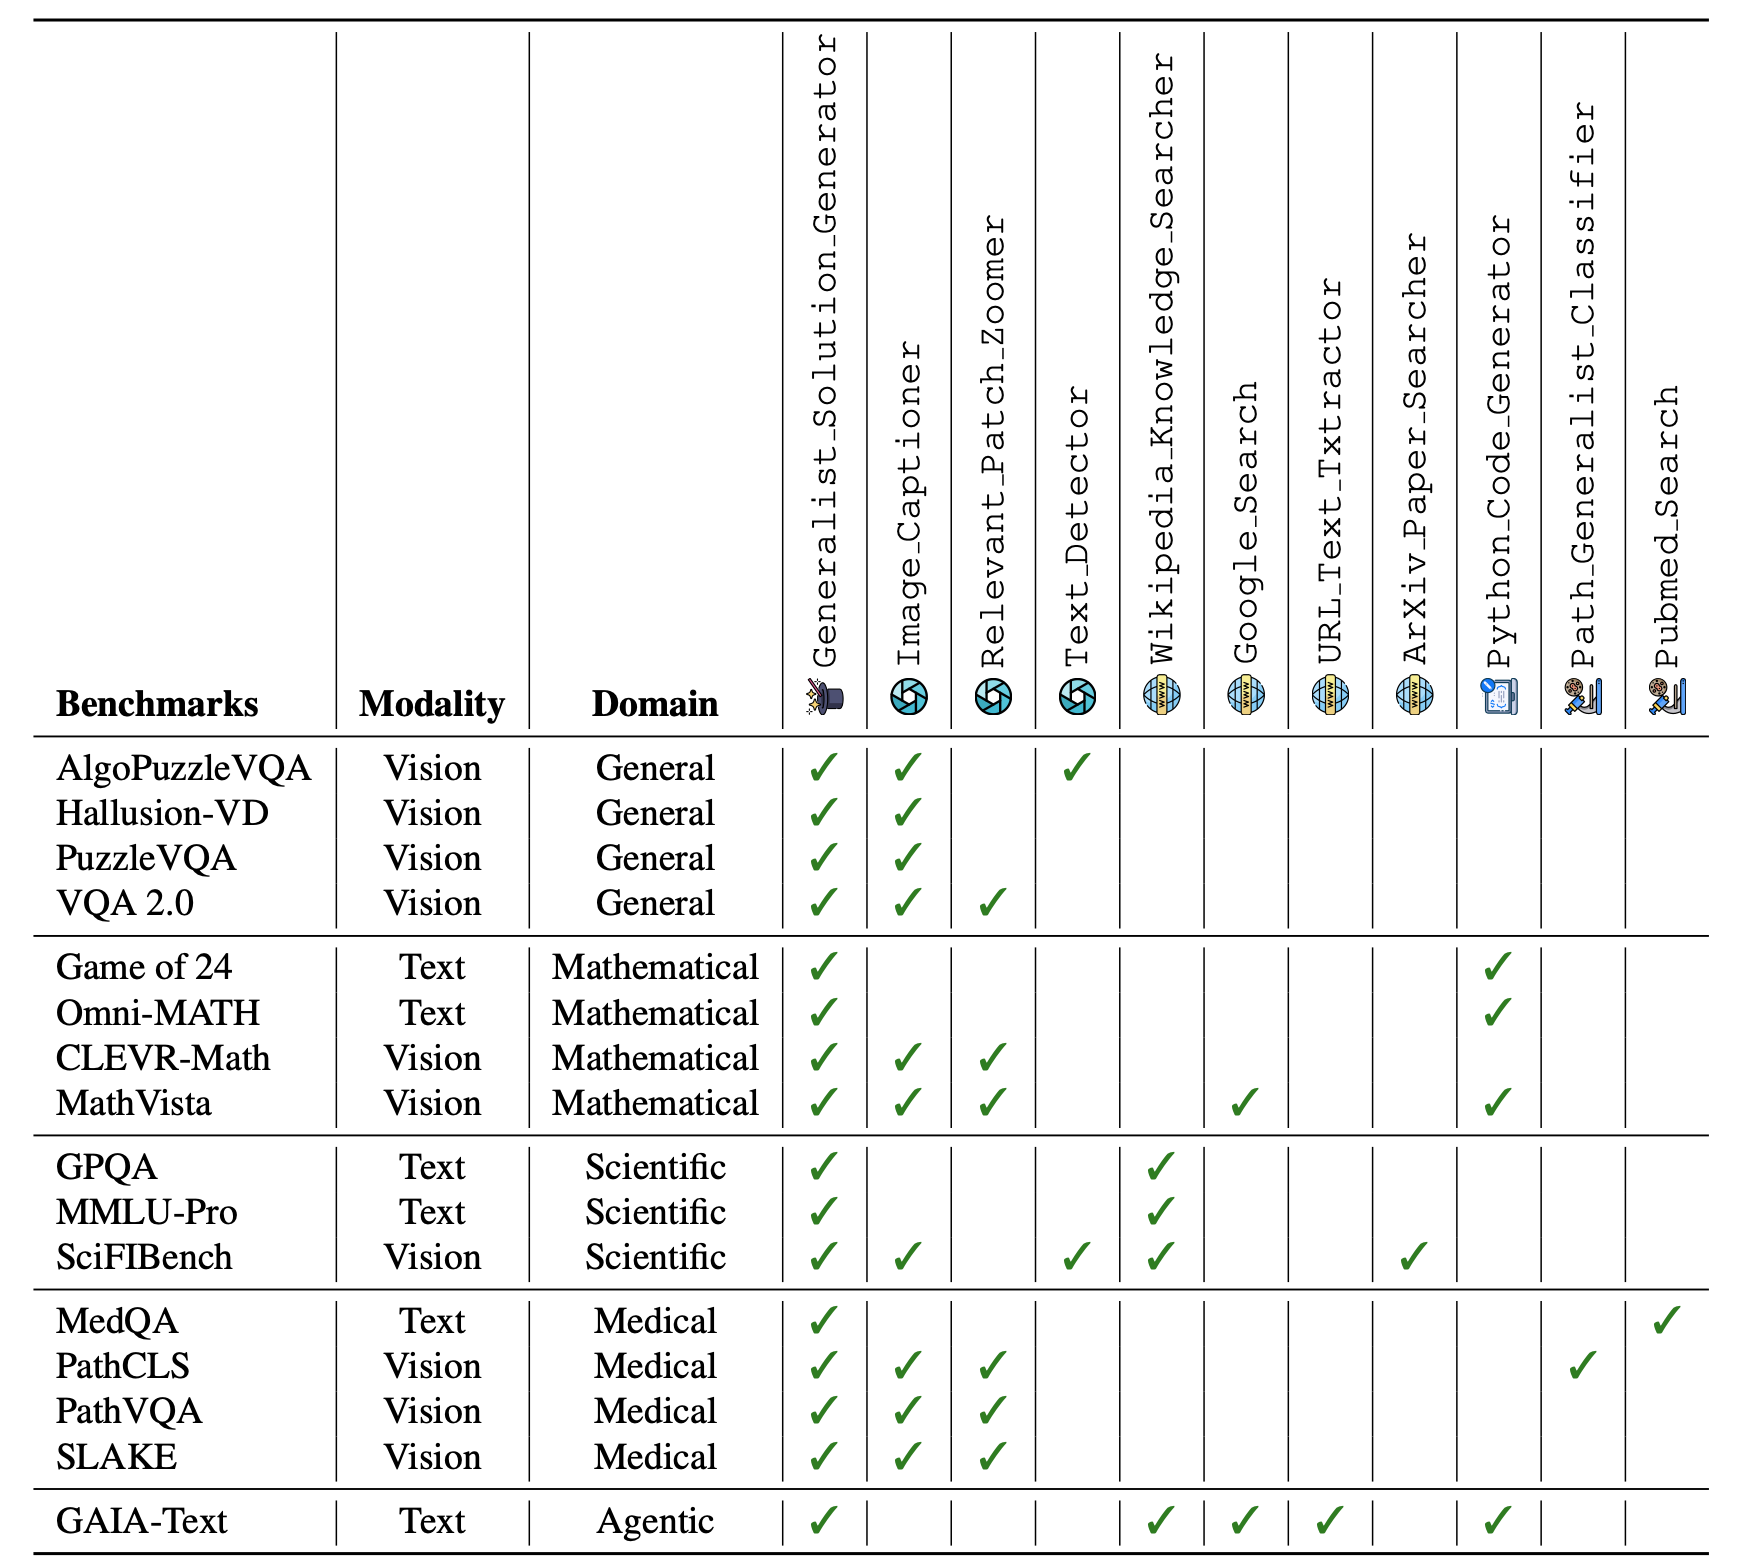 Benchmarks Modality Domain Generalist_Solution_Generator Image_Captioner Relevant_Patch_Zoomer Text_Detector Wikipedia_Knowledge_Searcher Google_Search URL_Text_Txtractor ArXiv_Paper_Searcher Python_Code_Generator Path_Generalist_Classifier Pubmed_Search
AlgoPuzzleVQA Vision General ✓ ✓ ✓
Hallusion-VD Vision General ✓ ✓
PuzzleVQA Vision General ✓ ✓
VQA 2.0 Vision General ✓ ✓ ✓
Game of 24 Text Mathematical ✓ ✓
Omni-MATH Text Mathematical ✓ ✓
CLEVR-Math Vision Mathematical ✓ ✓ ✓
MathVista Vision Mathematical ✓ ✓ ✓ ✓ ✓
GPQA Text Scientific ✓ ✓
MMLU-Pro Text Scientific ✓ ✓
SciFIBench Vision Scientific ✓ ✓ ✓ ✓ ✓
MedQA Text Medical ✓ ✓
PathCLS Vision Medical ✓ ✓ ✓ ✓
PathVQA Vision Medical ✓ ✓ ✓
SLAKE Vision Medical ✓ ✓ ✓
GAIA-Text Text Agentic ✓ ✓ ✓ ✓ ✓